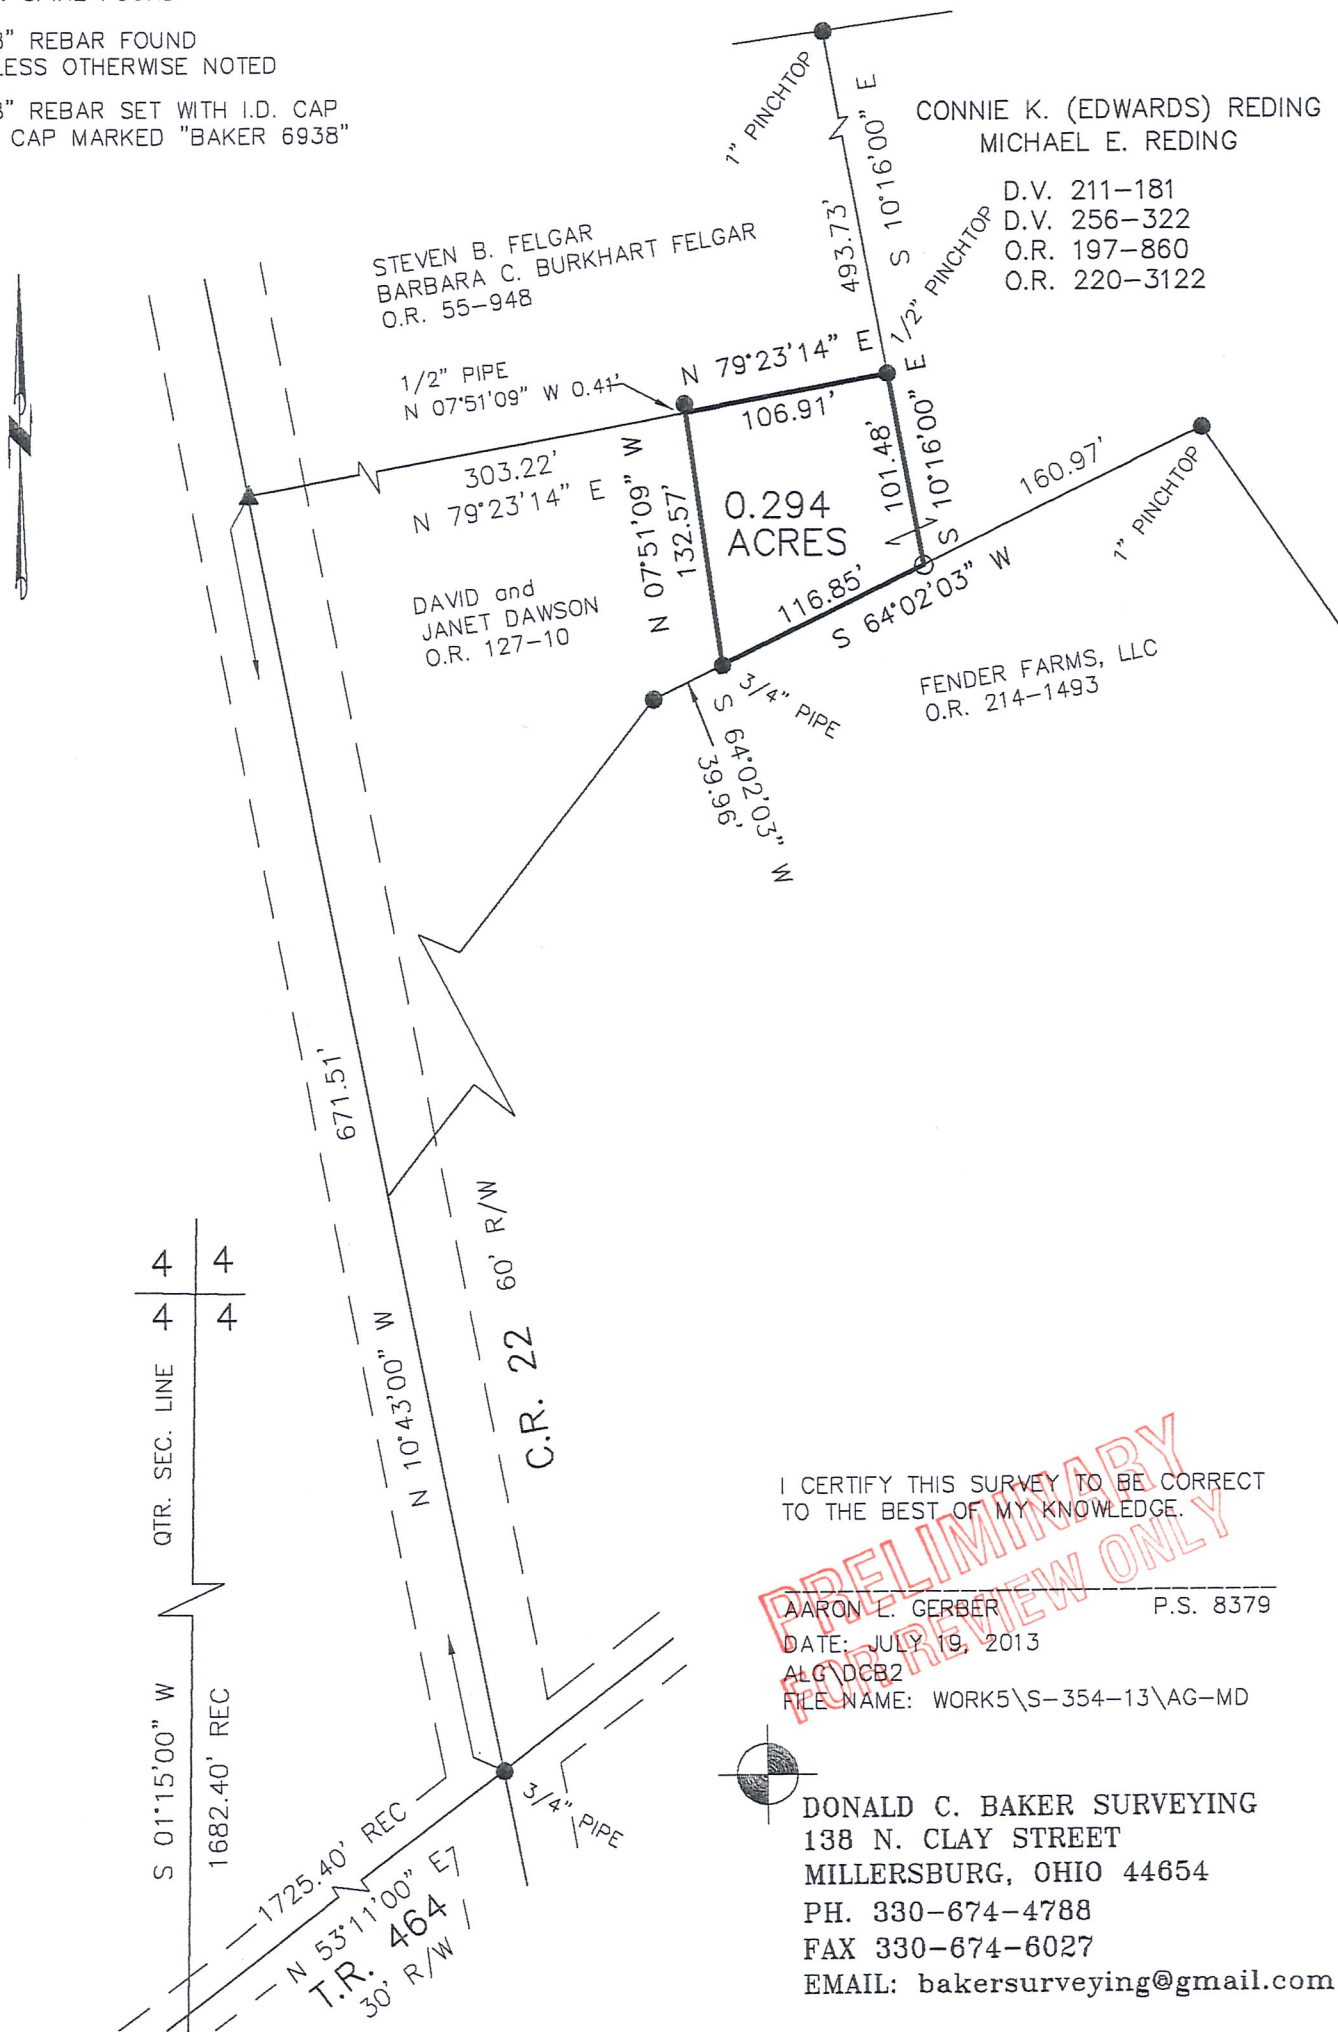 REBAR FOUND
OTHERWISE NOTED
REBAR SET WITH I.D. CAP
CAP MARKED "BAKER 6938"
1" PINCHTOP
S 10°16'00" E
493.73'
CONNIE K. (EDWARDS) REDING
MICHAEL E. REDING
D.V. 211-181
D.V. 256-322
O.R. 197-860
O.R. 220-3122
1/2" PINCHTOP
STEVEN B. FELGAR
BARBARA C. BURKHART FELGAR
O.R. 55-948
1/2" PIPE
N 07°51'09" W 0.41'
N 79°23'14" E
106.91'
303.22'
N 79°23'14" E
N 07°51'09" W
132.57'
0.294
ACRES
101.48'
S 10°16'00" E
160.97'
1" PINCHTOP
116.85'
S 64°02'03" W
DAVID and
JANET DAWSON
O.R. 127-10
FENDER FARMS, LLC
O.R. 214-1493
3/4" PIPE
S 64°02'03" W
39.96'
671.51'
N 10°43'00" W
60' R/W
C.R. 22
4 4
4 4
QTR. SEC. LINE
S 01°15'00" W
1682.40' REC
1725.40' REC
N 53°11'00" E
T.R. 464
30' R/W
3/4" PIPE
I CERTIFY THIS SURVEY TO BE CORRECT
TO THE BEST OF MY KNOWLEDGE.
PRELIMINARY
FOR REVIEW ONLY
AARON L. GERBER P.S. 8379
DATE: JULY 19, 2013
ALG\DCB2
FILE NAME: WORK5\S-354-13\AG-MD
DONALD C. BAKER SURVEYING
138 N. CLAY STREET
MILLERSBURG, OHIO 44654
PH. 330-674-4788
FAX 330-674-6027
EMAIL: bakersurveying@gmail.com